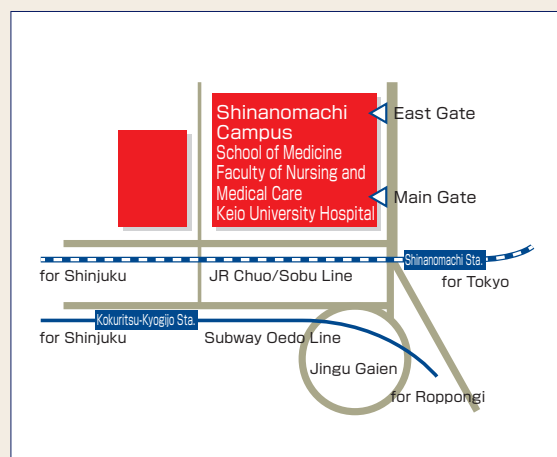 Shinanomachi
Campus
School of Medicine
Faculty of Nursing and
Medical Care
Keio University Hospital
East Gate
Main Gate
Shinanomachi Sta.
for Shinjuku
JR Chuo/Sobu Line
for Tokyo
Kokuritsu-Kyogijo Sta.
for Shinjuku
Subway Oedo Line
Jingu Gaien
for Roppongi